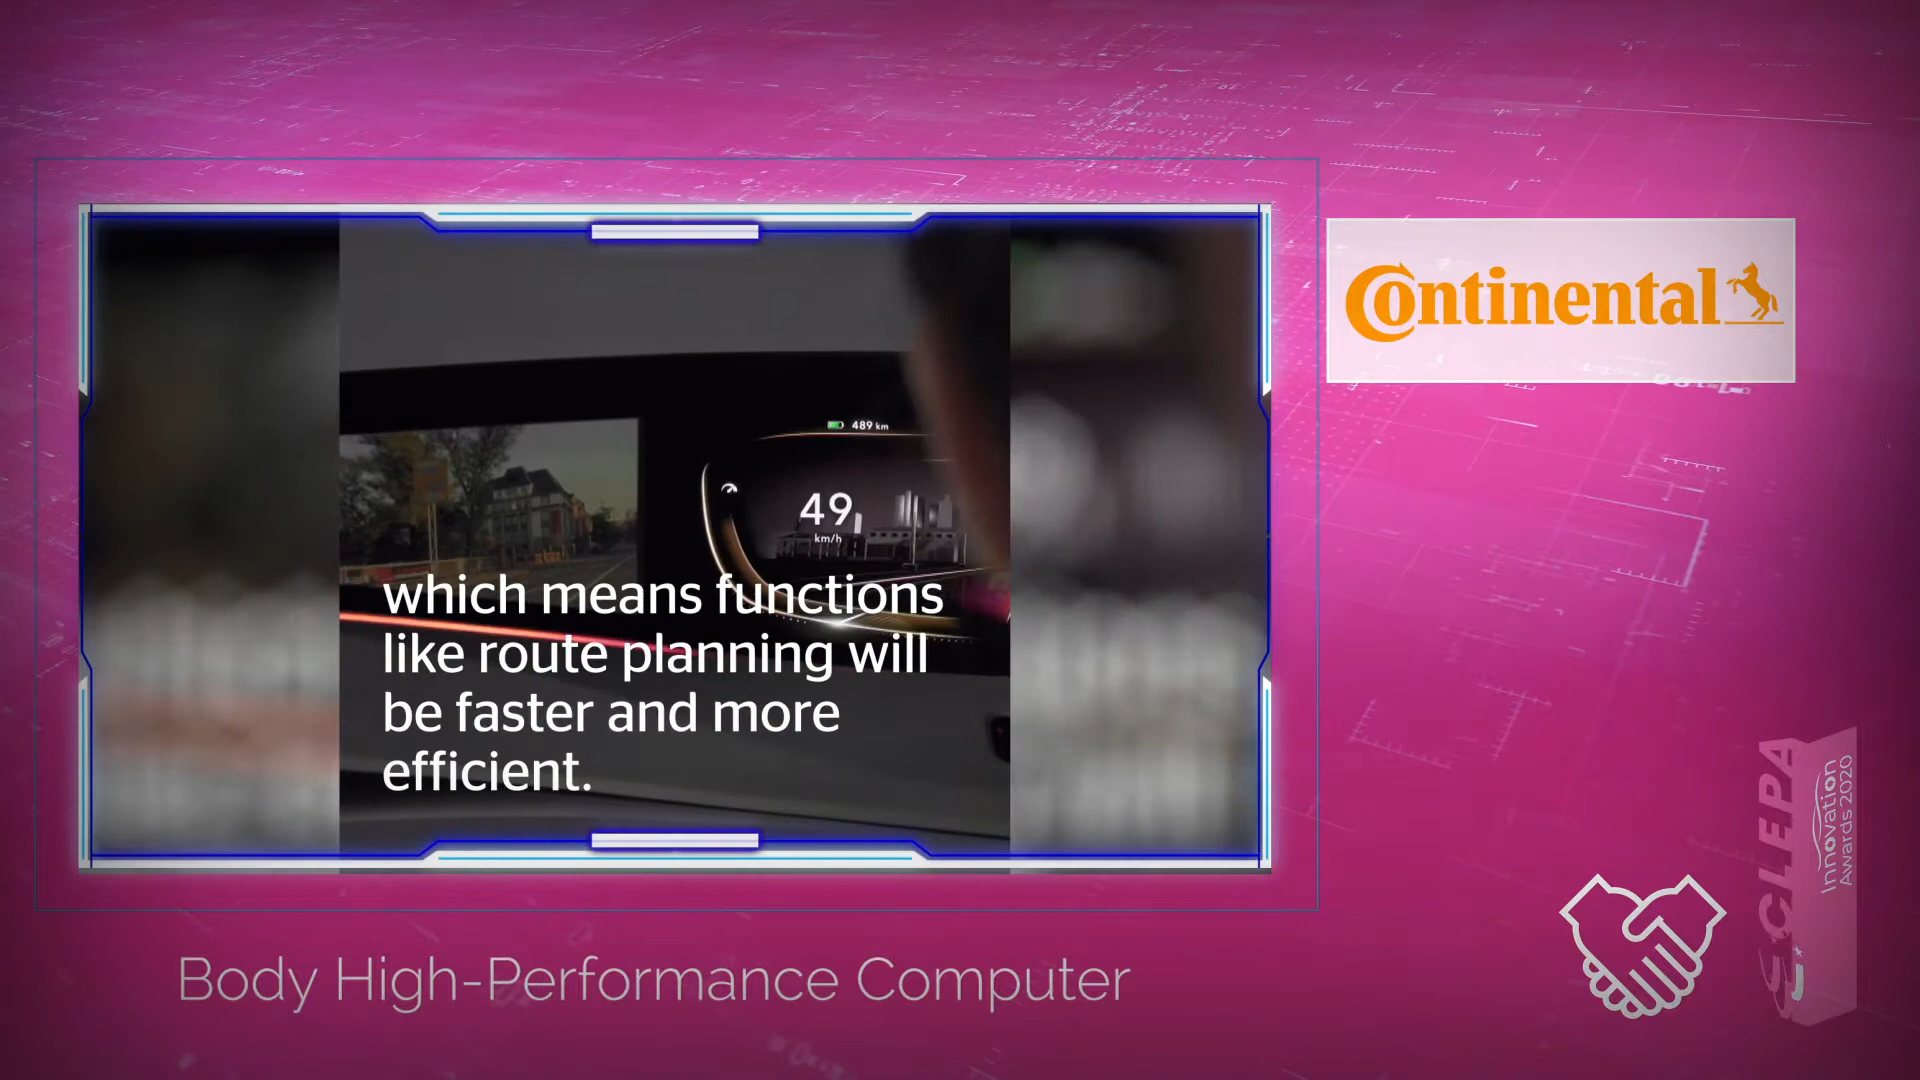 Continental
489 km
49
km/h
which means functions
like route planning will
be faster and more
efficient.
Body High-Performance Computer
CLEPA
Innovation
Awards 2020